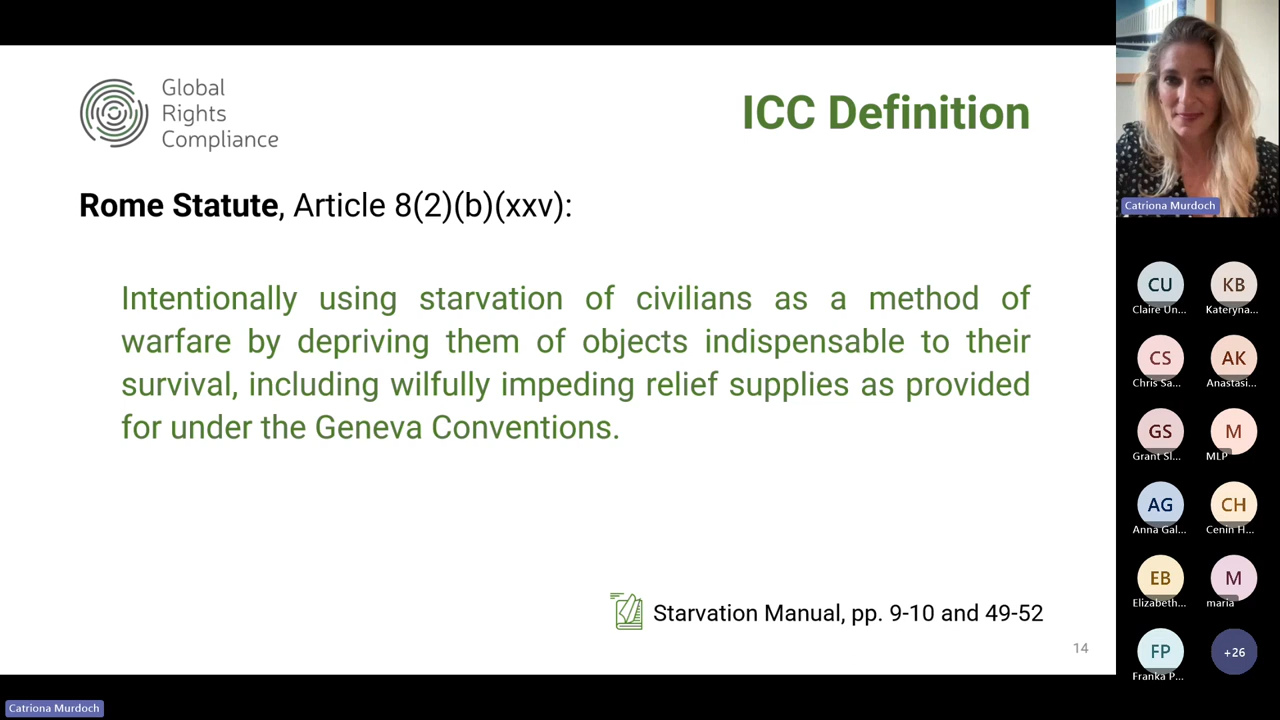 Global
Rights
Compliance
ICC Definition
Rome Statute, Article 8(2)(b)(xxv):
Intentionally using starvation of civilians as a method of
warfare by depriving them of objects indispensable to their
survival, including wilfully impeding relief supplies as provided
for under the Geneva Conventions.
Starvation Manual, pp. 9-10 and 49-52
14
Catriona Murdoch
CU
Claire Un...
KB
Kateryna...
CS
Chris Sa...
AK
Anastasi...
GS
Grant Sl...
M
MLP
AG
Anna Gal...
CH
Cenin H...
EB
Elizabeth...
M
maria
FP
Franka P...
+26
Catriona Murdoch